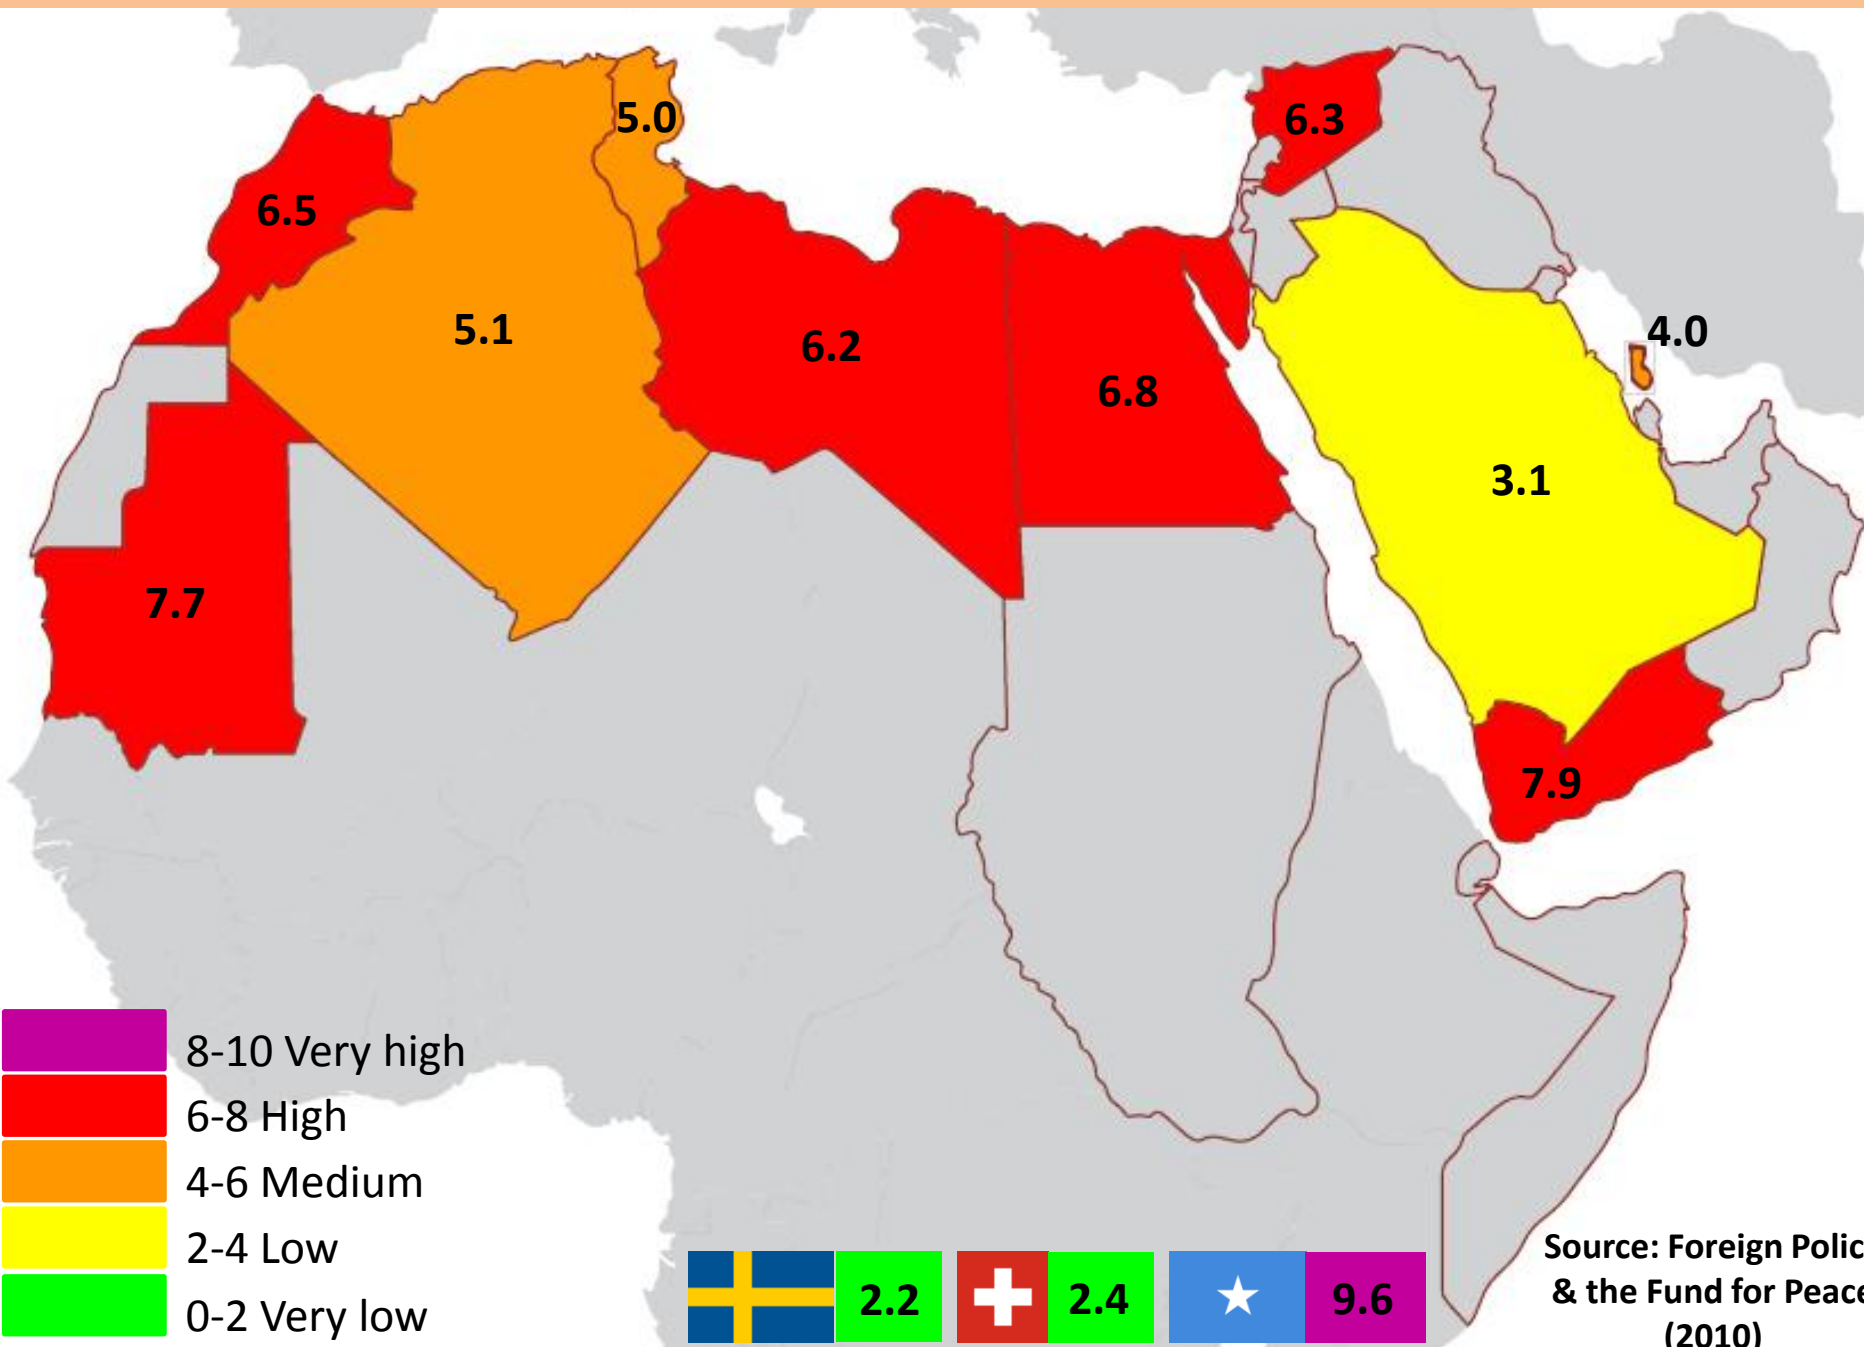 5.0
6.3
6.5
5.1
6.2
4.0
6.8
3.1
7.7
7.9
8-10 Very high
6-8 High
4-6 Medium
2-4 Low
0-2 Very low
2.2
2.4
9.6
Source: Foreign Polic
& the Fund for Peace
(2010)